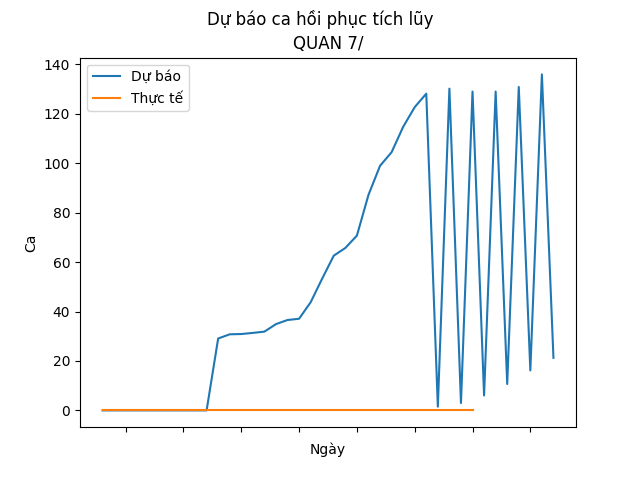 Dự báo ca hồi phục tích lũy
QUAN 7/
Dự báo
Thực tế
140
120
100
80
60
40
20
0
Ca
Ngày